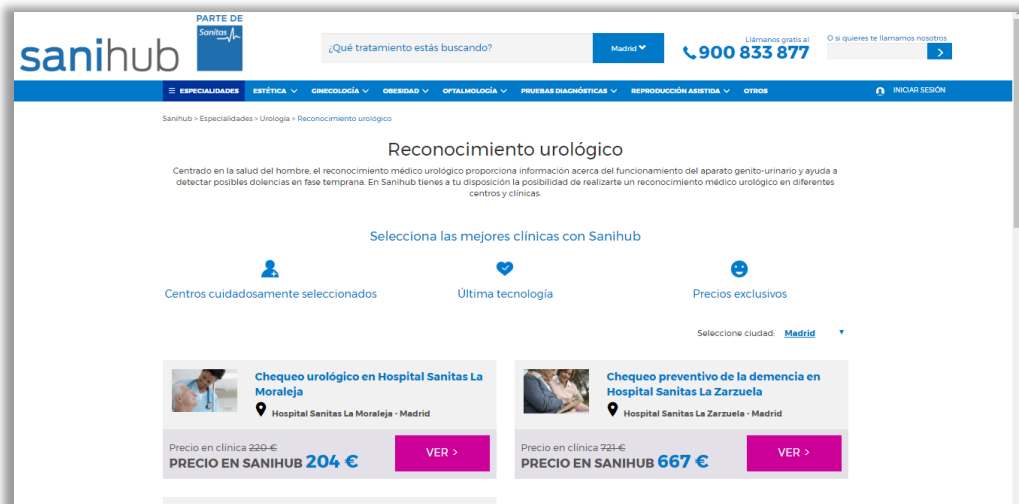 PARTE DE
Sanitas
sanihub
¿Qué tratamiento estás buscando?
Madrid
Llámanos gratis al
900 833 877
O si quieres te llamamos nosotros
>
≡ ESPECIALIDADES ESTÉTICA GINECOLOGÍA OBESIDAD OFTALMOLOGÍA PRUEBAS DIAGNÓSTICAS REPRODUCCIÓN ASISTIDA OTROS INICIAR SESIÓN
Sanihub > Especialidades > Urología > Reconocimiento urológico
Reconocimiento urológico
Centrado en la salud del hombre, el reconocimiento médico urológico proporciona información acerca del funcionamiento del aparato genito-urinario y ayuda a
detectar posibles dolencias en fase temprana. En Sanihub tienes a tu disposición la posibilidad de realizarte un reconocimiento médico urológico en diferentes
centros y clínicas.
Selecciona las mejores clínicas con Sanihub
Centros cuidadosamente seleccionados
Última tecnología
Precios exclusivos
Seleccione ciudad: Madrid
Chequeo urológico en Hospital Sanitas La
Moraleja
Hospital Sanitas La Moraleja - Madrid
Precio en clínica 220 €
PRECIO EN SANIHUB 204 €
VER >
Chequeo preventivo de la demencia en
Hospital Sanitas La Zarzuela
Hospital Sanitas La Zarzuela - Madrid
Precio en clínica 721 €
PRECIO EN SANIHUB 667 €
VER >